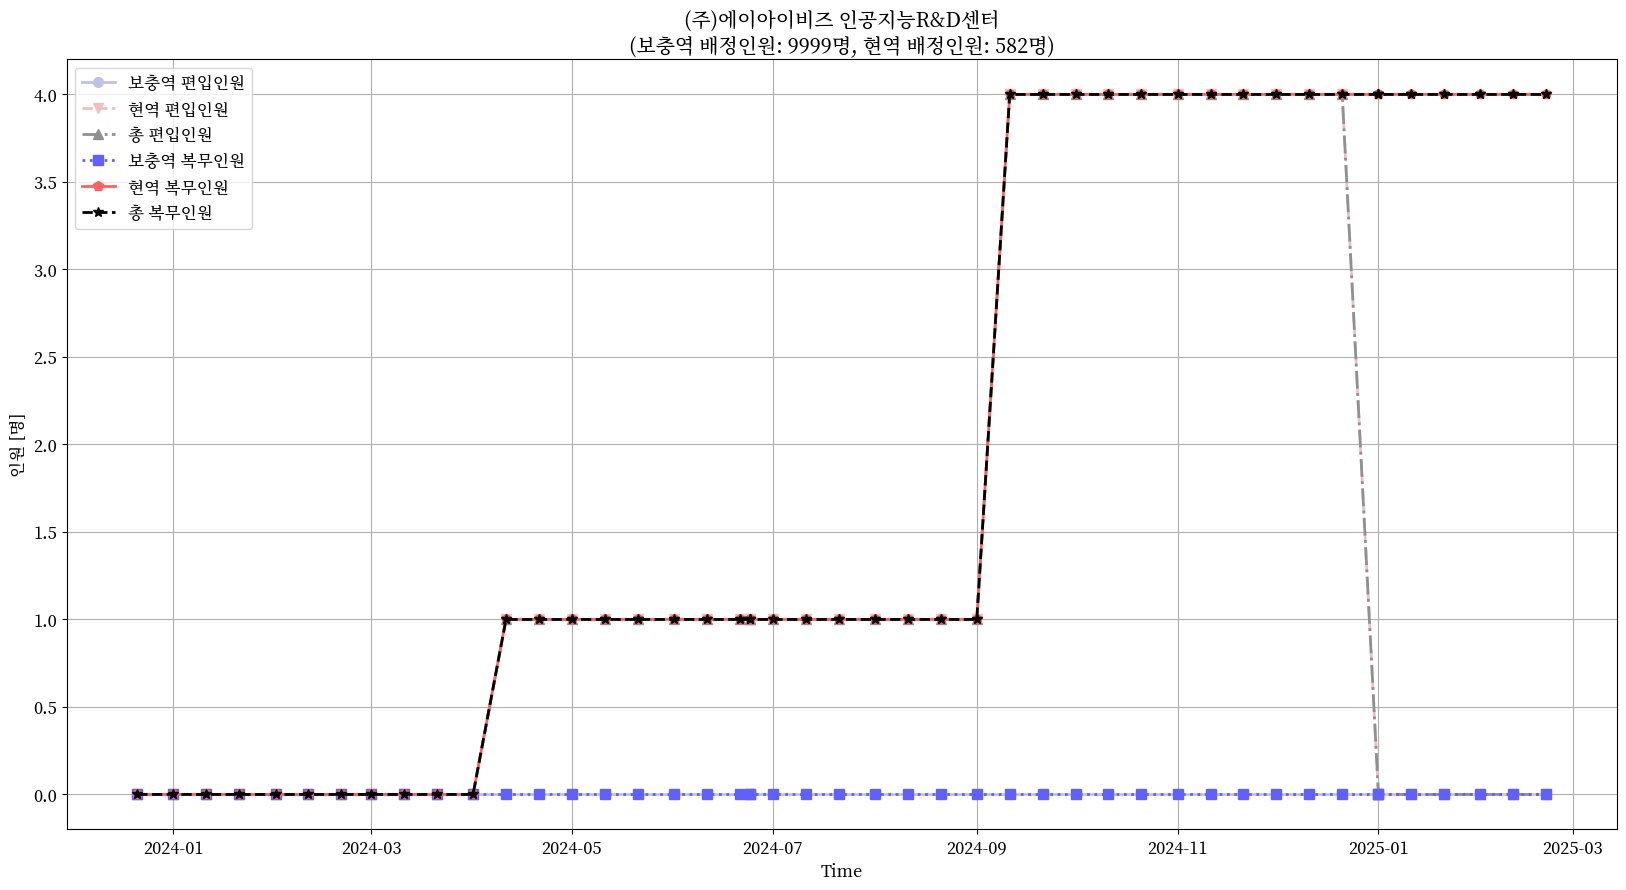 (주)에이아이비즈 인공지능R&D센터
(보충역 배정인원: 9999명, 현역 배정인원: 582명)
보충역 편입인원
현역 편입인원
총 편입인원
보충역 복무인원
현역 복무인원
총 복무인원
4.0
3.5
3.0
2.5
2.0
1.5
1.0
0.5
0.0
인원 [명]
2024-01
2024-03
2024-05
2024-07
2024-09
2024-11
2025-01
2025-03
Time